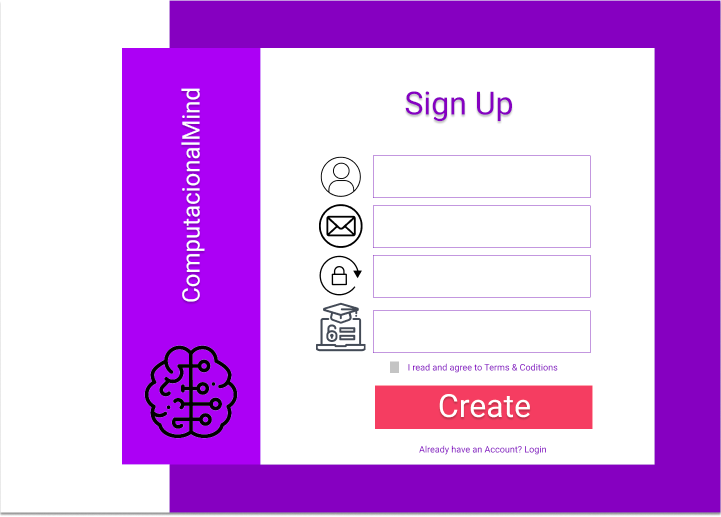 ComputacionalMind
Sign Up
I read and agree to Terms & Coditions
Create
Already have an Account? Login